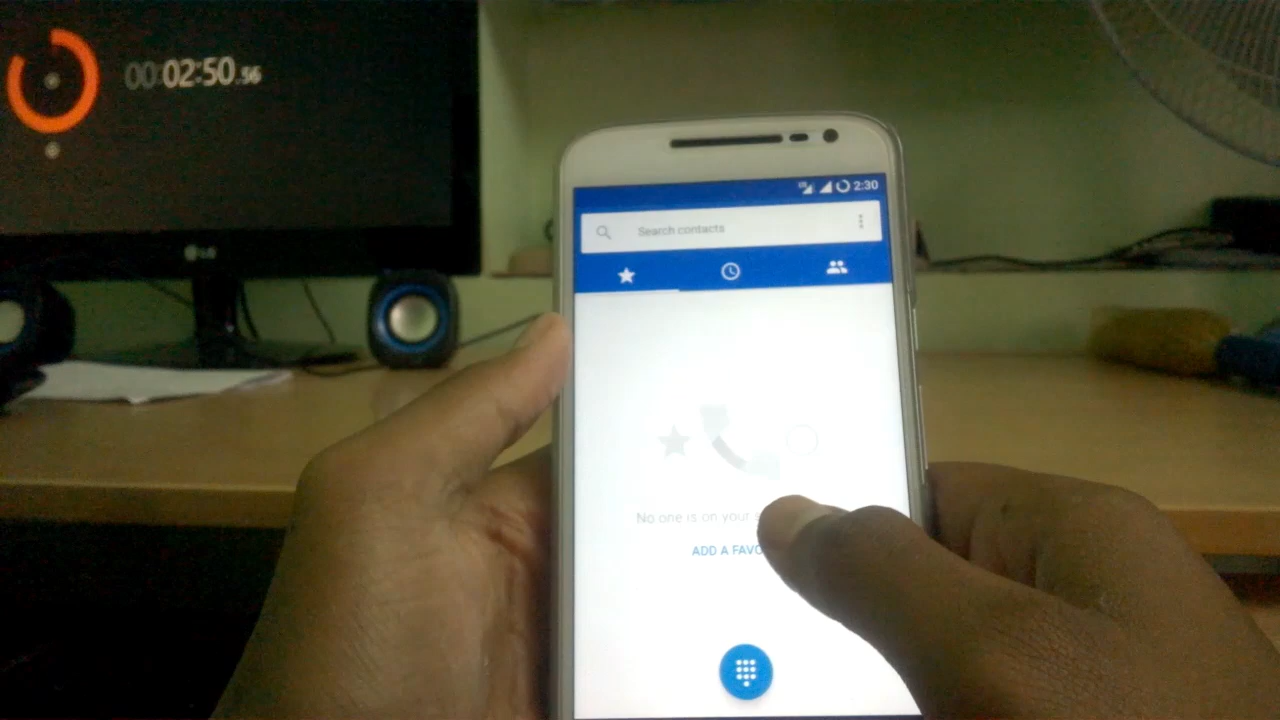 00:02:50.56
LG
2:30
Search contacts
No one is on your
ADD A FAVO